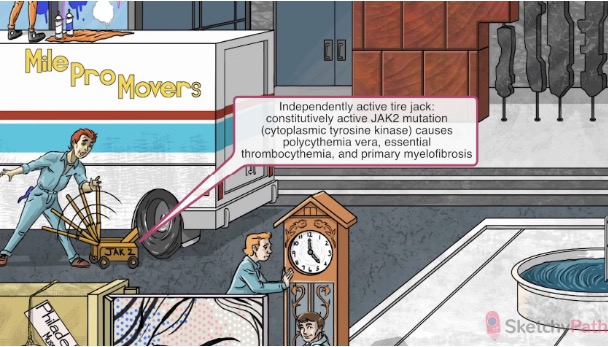 Mile Pro Movers
Independently active tire jack:
constitutively active JAK2 mutation
(cytoplasmic tyrosine kinase) causes
polycythemia vera, essential
thrombocythemia, and primary myelofibrosis
JAK 2
SketchyPath